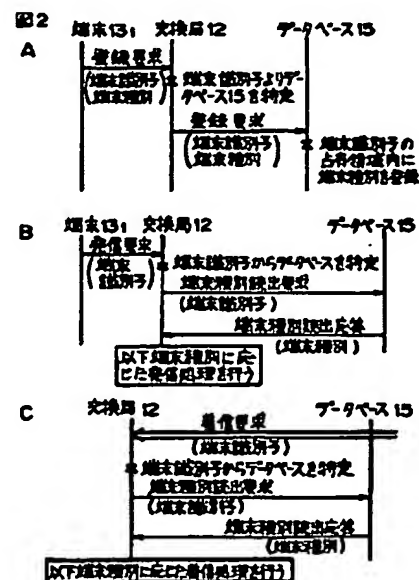 図2
A
端末13₁ 交換局12 データベース15
登録要求
(端末識別子
端末種別)
端末識別子よりデー
タベース15を特定
登録要求
(端末識別子
端末種別)
端末識別子の
占有領域内に
端末種別を登録
B
端末13₁ 交換局12 データベース15
発信要求
(端末
識別子)
端末識別子からデータベースを特定
端末種別読出要求
(端末識別子)
端末種別読出応答
(端末種別)
以下端末種別に応
じた発信処理を行う
C
交換局12 データベース15
着信要求
(端末識別子)
端末識別子からデータベースを特定
端末種別読出要求
(端末識別子)
端末種別読出応答
(端末種別)
以下端末種別に応じた着信処理を行う